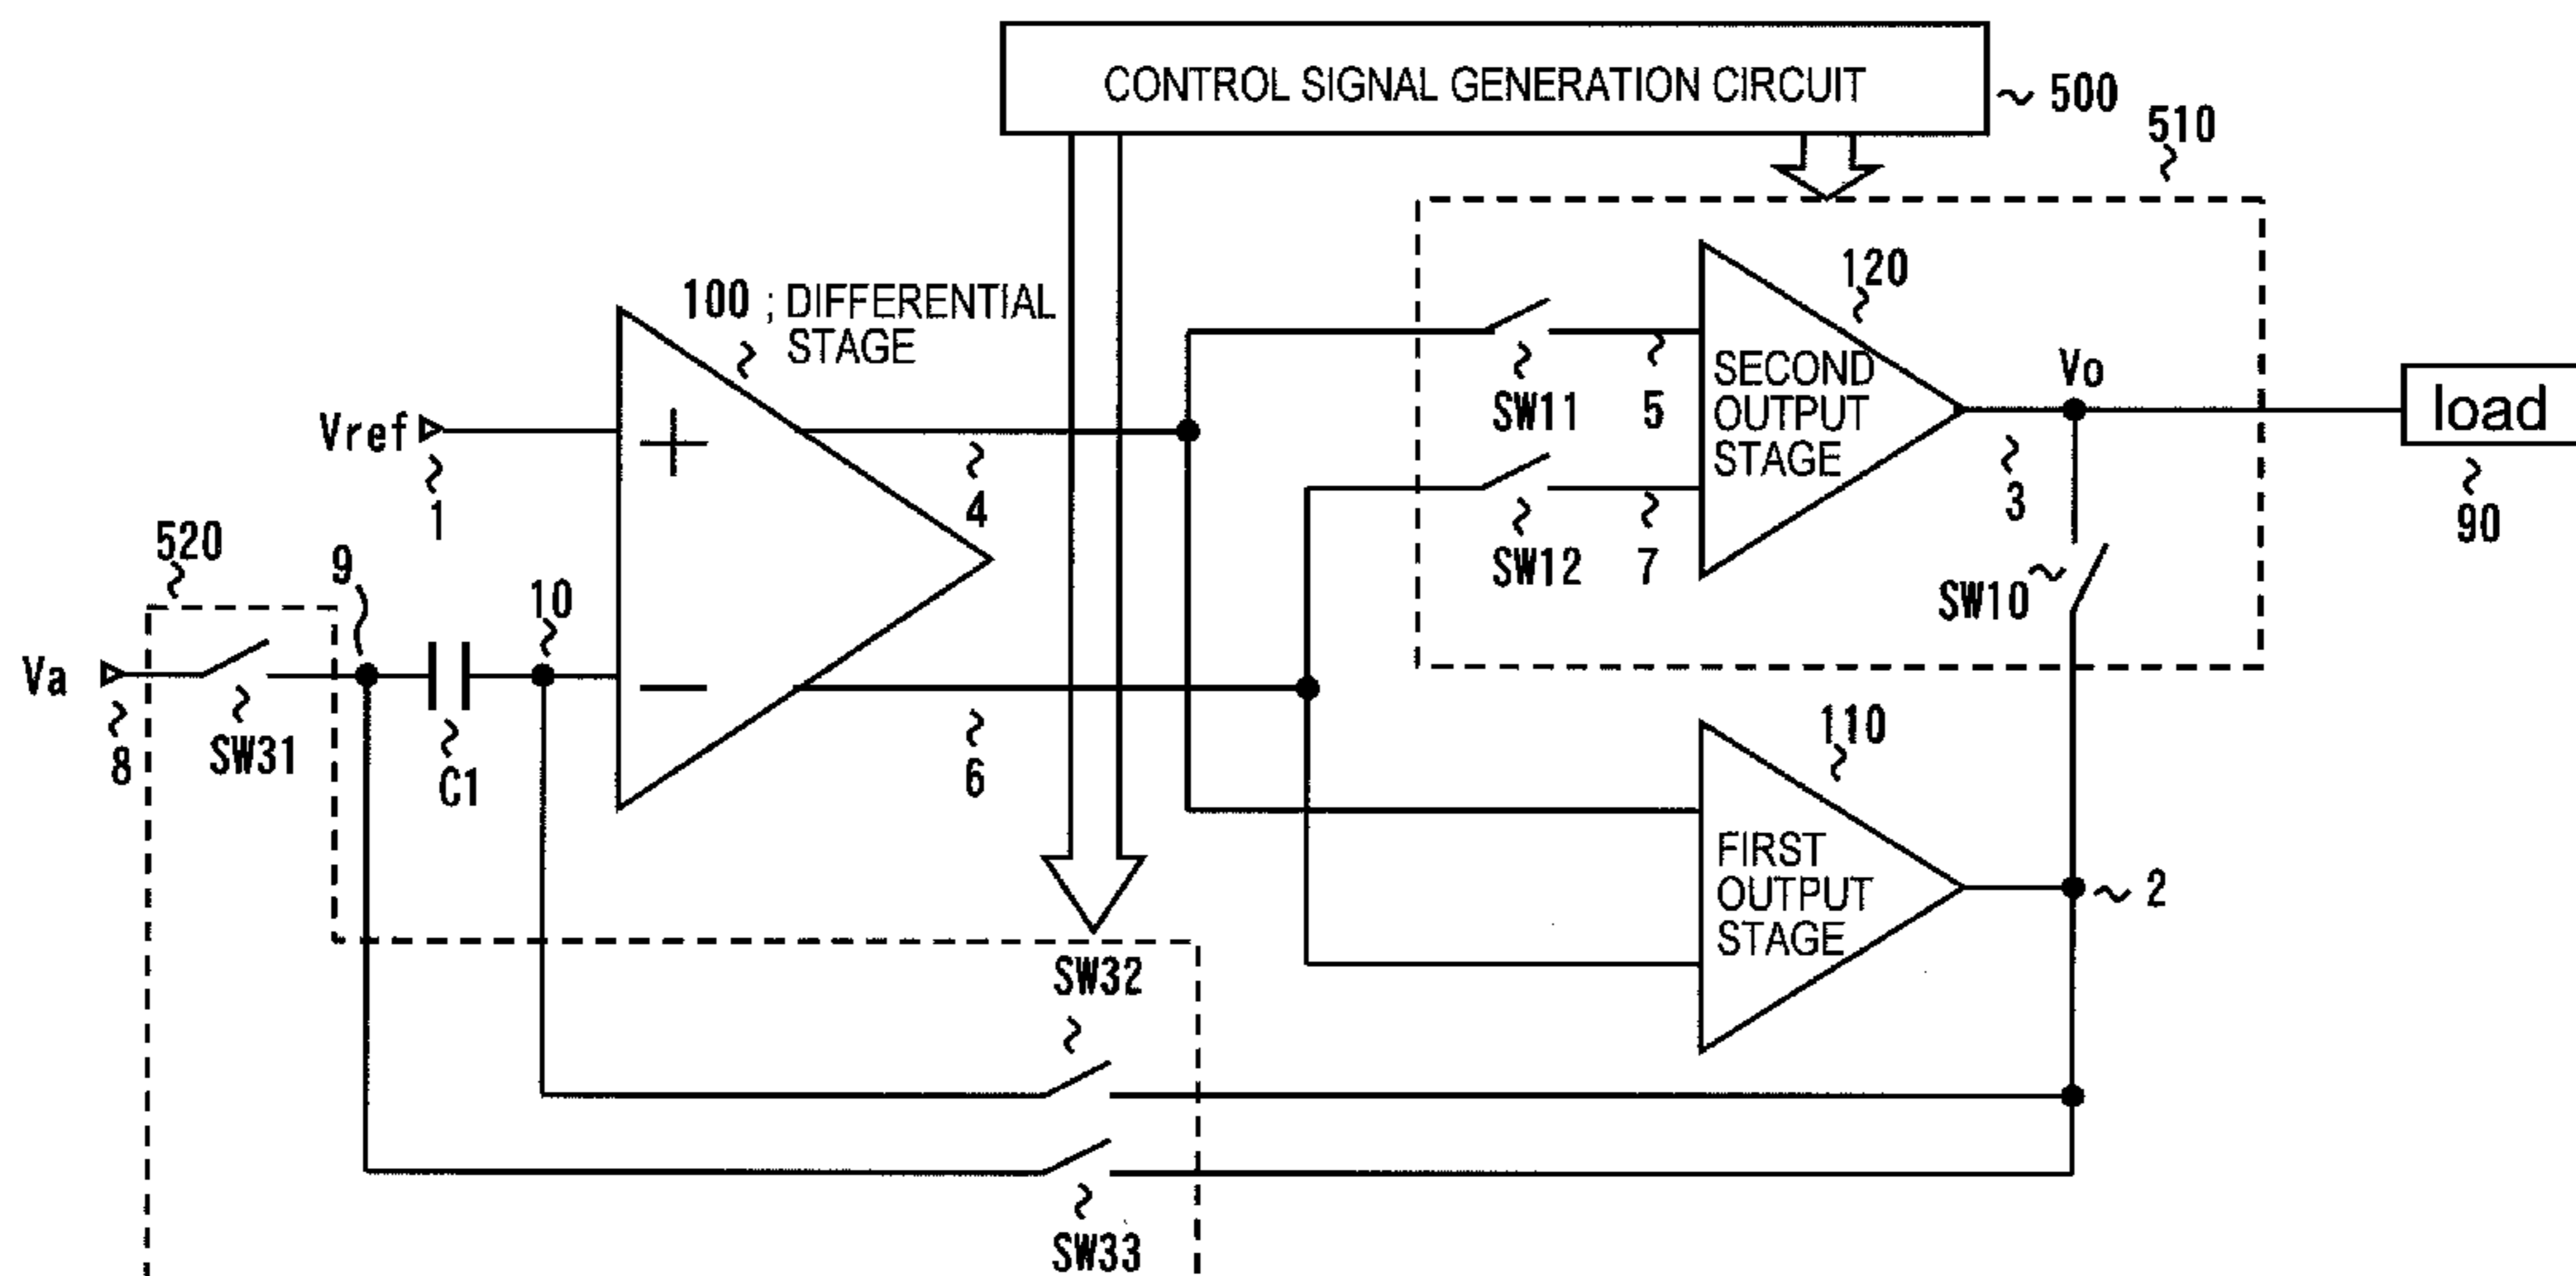 CONTROL SIGNAL GENERATION CIRCUIT
500
510
100 ; DIFFERENTIAL
STAGE
120
SECOND
OUTPUT
STAGE
Vo
load
90
SW11
5
SW12
7
3
SW10
Vref
1
4
520
9
10
Va
8
SW31
C1
6
110
FIRST
OUTPUT
STAGE
2
SW32
SW33